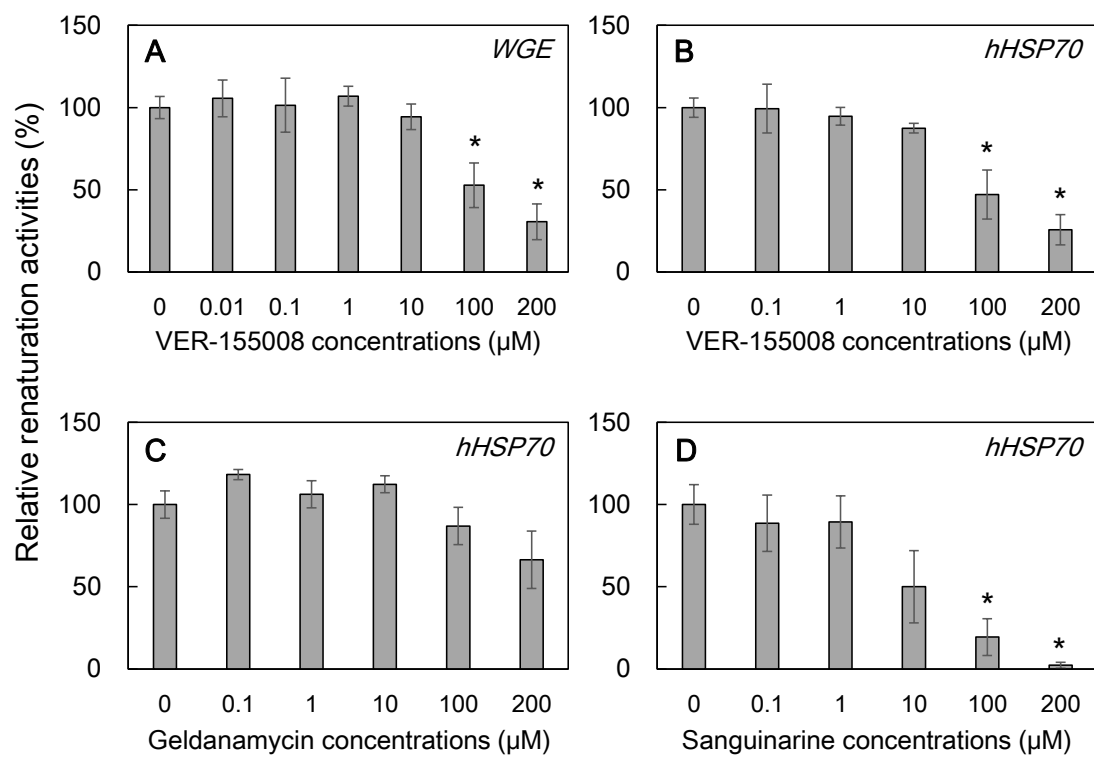 Relative renaturation activities (%)
150
100
50
0
A
WGE
*
*
0 0.01 0.1 1 10 100 200
VER-155008 concentrations (µM)
150
100
50
0
B
hHSP70
*
*
0 0.1 1 10 100 200
VER-155008 concentrations (µM)
150
100
50
0
C
hHSP70
0 0.1 1 10 100 200
Geldanamycin concentrations (µM)
150
100
50
0
D
hHSP70
*
*
0 0.1 1 10 100 200
Sanguinarine concentrations (µM)